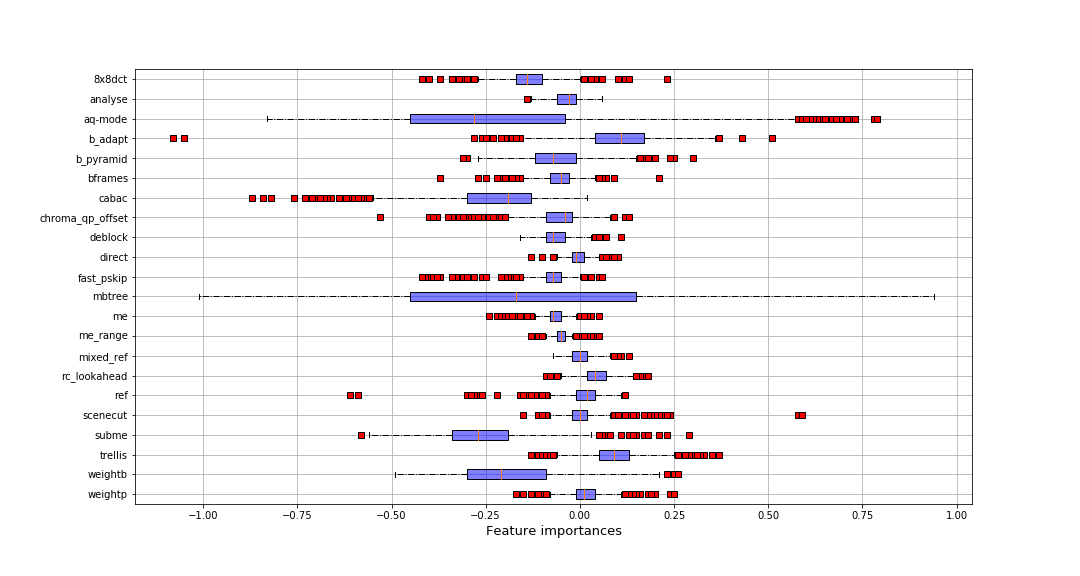 8x8dct
analyse
aq-mode
b_adapt
b_pyramid
bframes
cabac
chroma_qp_offset
deblock
direct
fast_pskip
mbtree
me
me_range
mixed_ref
rc_lookahead
ref
scenecut
subme
trellis
weightb
weightp
−1.00 −0.75 −0.50 −0.25 0.00 0.25 0.50 0.75 1.00
Feature importances